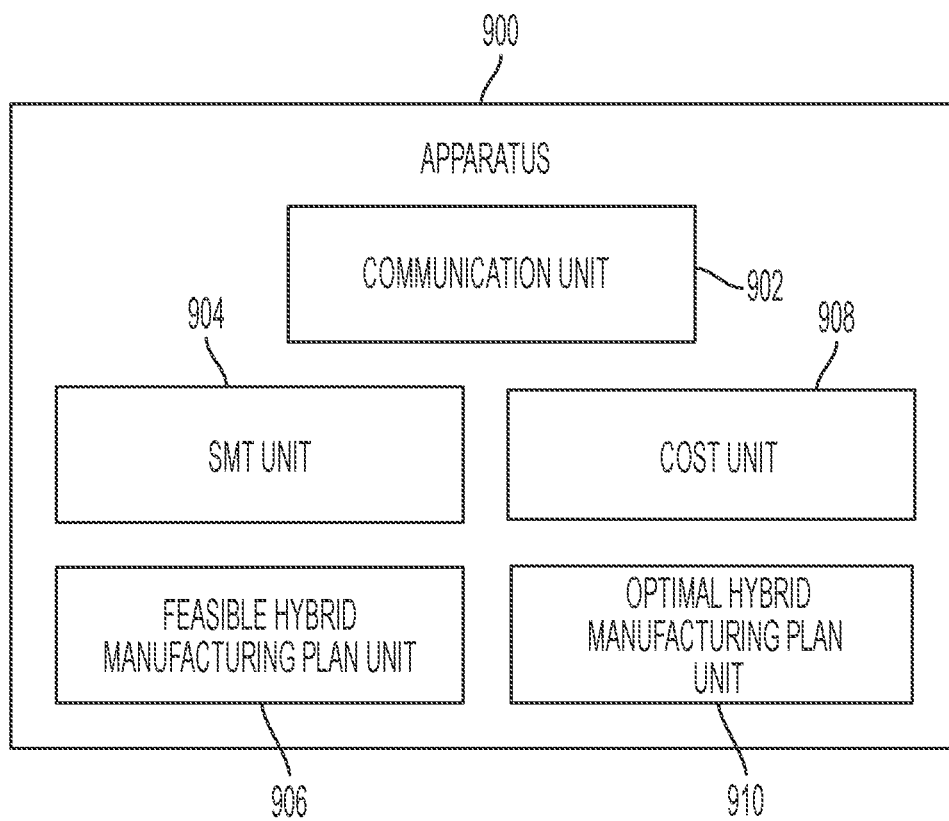 900
APPARATUS
COMMUNICATION UNIT
902
904
908
SMT UNIT
COST UNIT
FEASIBLE HYBRID
MANUFACTURING PLAN UNIT
OPTIMAL HYBRID
MANUFACTURING PLAN
UNIT
906
910